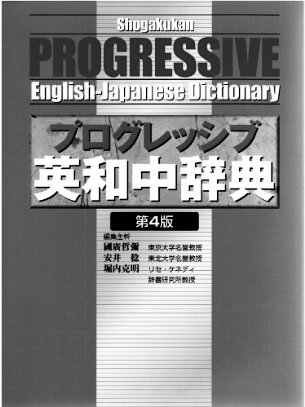 Shogakukan
PROGRESSIVE
English-Japanese Dictionary
プログレッシブ
英和中辞典
第4版
編集主幹
國廣哲彌 東京大学名誉教授
安井 稔 東北大学名誉教授
堀内克明 リセ・ケネディ
辞書研究所教授